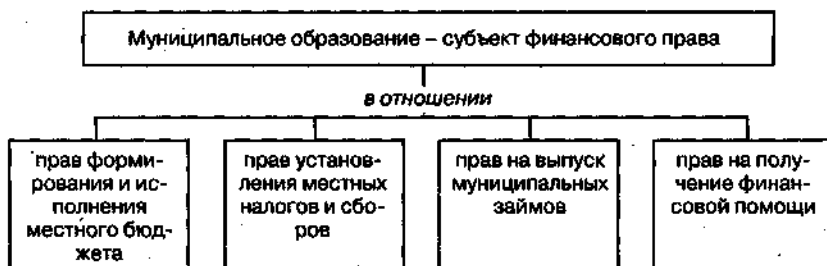 Муниципальное образование – субъект финансового права
в отношении
прав форми-
рования и ис-
полнения
местного бюд-
жета
прав установ-
ления местных
налогов и сбо-
ров
прав на выпуск
муниципальных
займов
прав на полу-
чение финан-
совой помощи